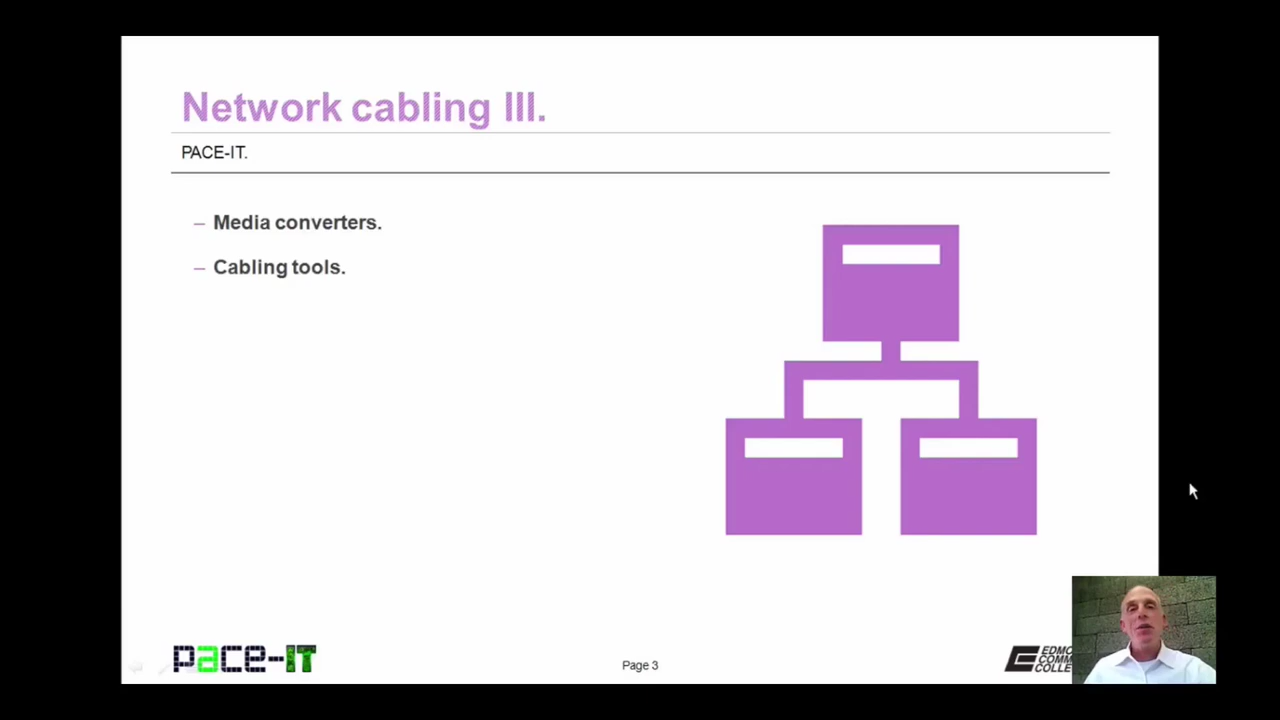 Network cabling III.
PACE-IT.
– Media converters.
– Cabling tools.
pace-IT
Page 3